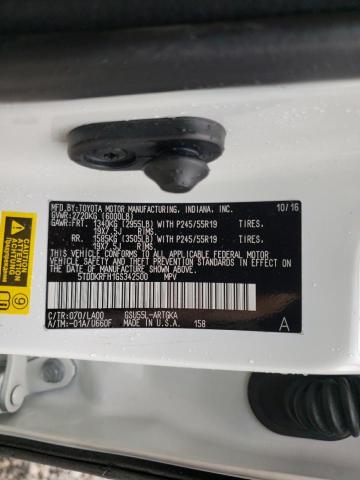 MFD.BY:TOYOTA MOTOR MANUFACTURING, INDIANA, INC. 10/16
GVWR: 2720KG (6000LB)
GAWR:FRT. 1340KG (2955LB) WITH P245/55R19 TIRES,
19X7.5J RIMS
RR. 1585KG (3505LB) WITH P245/55R19 TIRES,
19X7.5J RIMS
THIS VEHICLE CONFORMS TO ALL APPLICABLE FEDERAL MOTOR
VEHICLE SAFETY AND THEFT PREVENTION STANDARDS IN
EFFECT ON THE DATE OF MANUFACTURE SHOWN ABOVE.
5TDDKRFH1GS342500 MPV
C/TR:070/LA00 GSU55L-ARTGKA
A/TM:-01A/U660F MADE IN U.S.A. 158
A
9